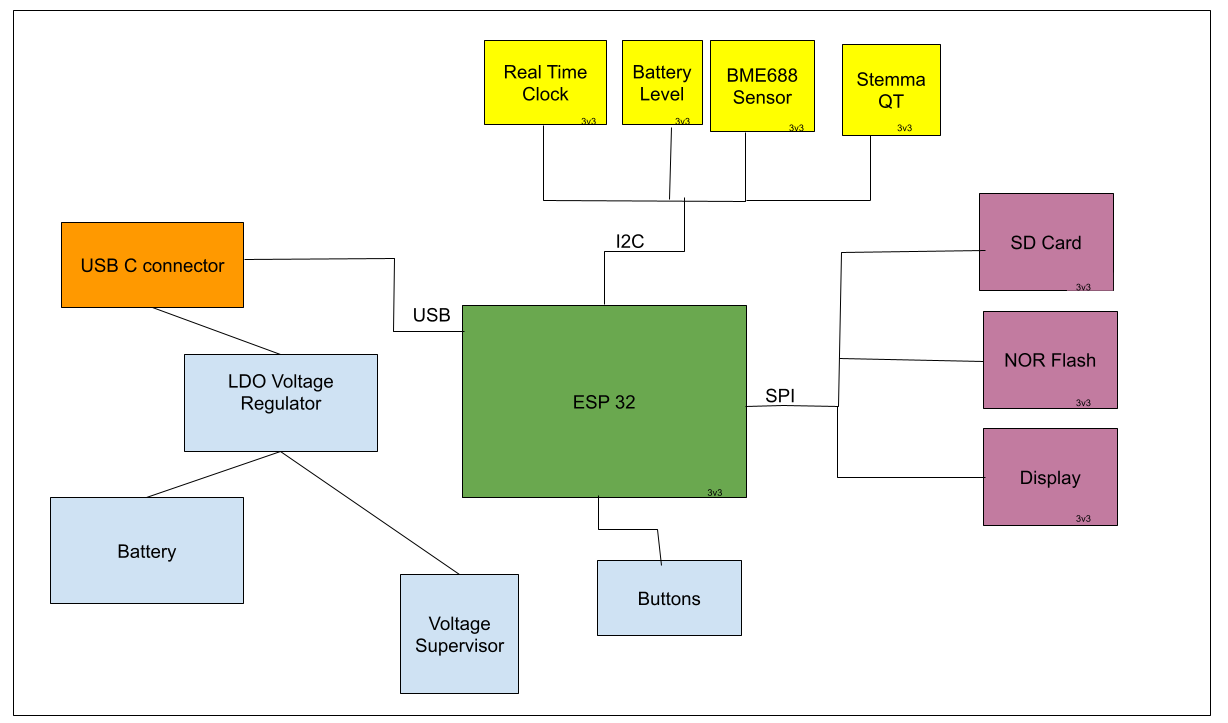 Real Time
Clock
3v3
Battery
Level
3v3
BME688
Sensor
3v3
Stemma
QT
3v3
I2C
USB C connector
USB
LDO Voltage
Regulator
Battery
Voltage
Supervisor
ESP 32
3v3
Buttons
SPI
SD Card
3v3
NOR Flash
3v3
Display
3v3